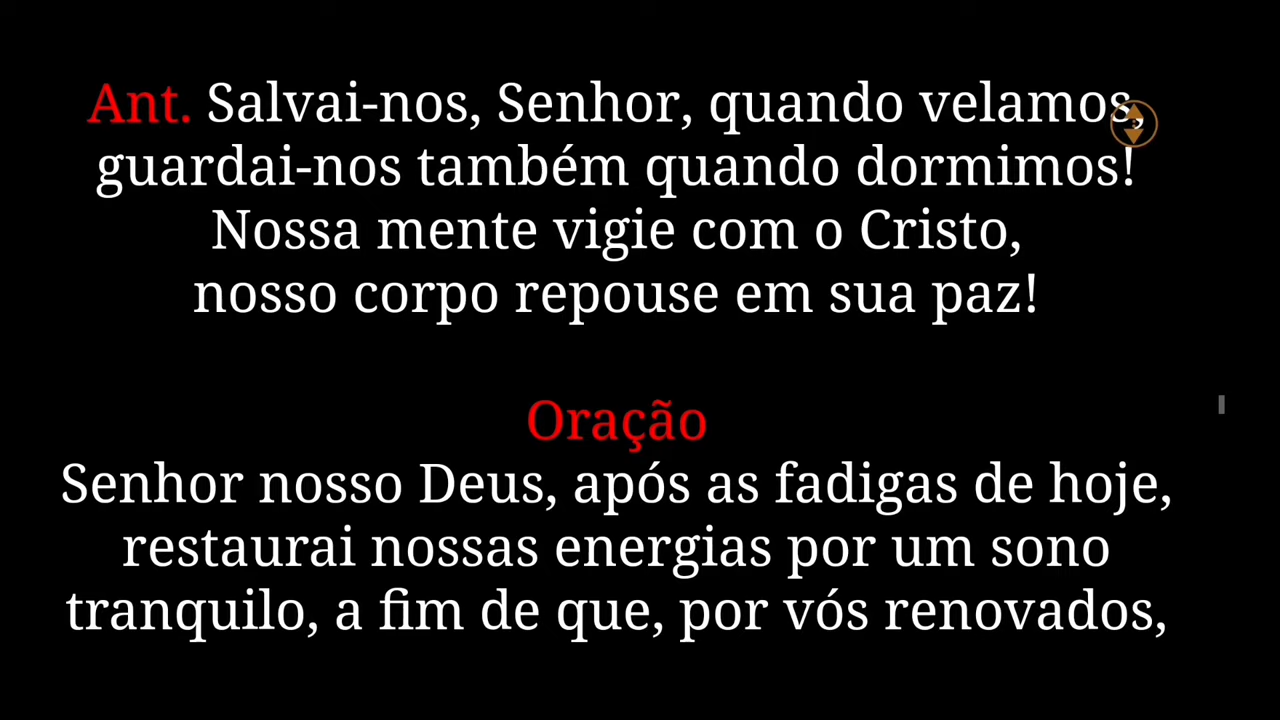 Ant. Salvai-nos, Senhor, quando velamos,
guardai-nos também quando dormimos!
Nossa mente vigie com o Cristo,
nosso corpo repouse em sua paz!
Oração
Senhor nosso Deus, após as fadigas de hoje,
restaurai nossas energias por um sono
tranquilo, a fim de que, por vós renovados,